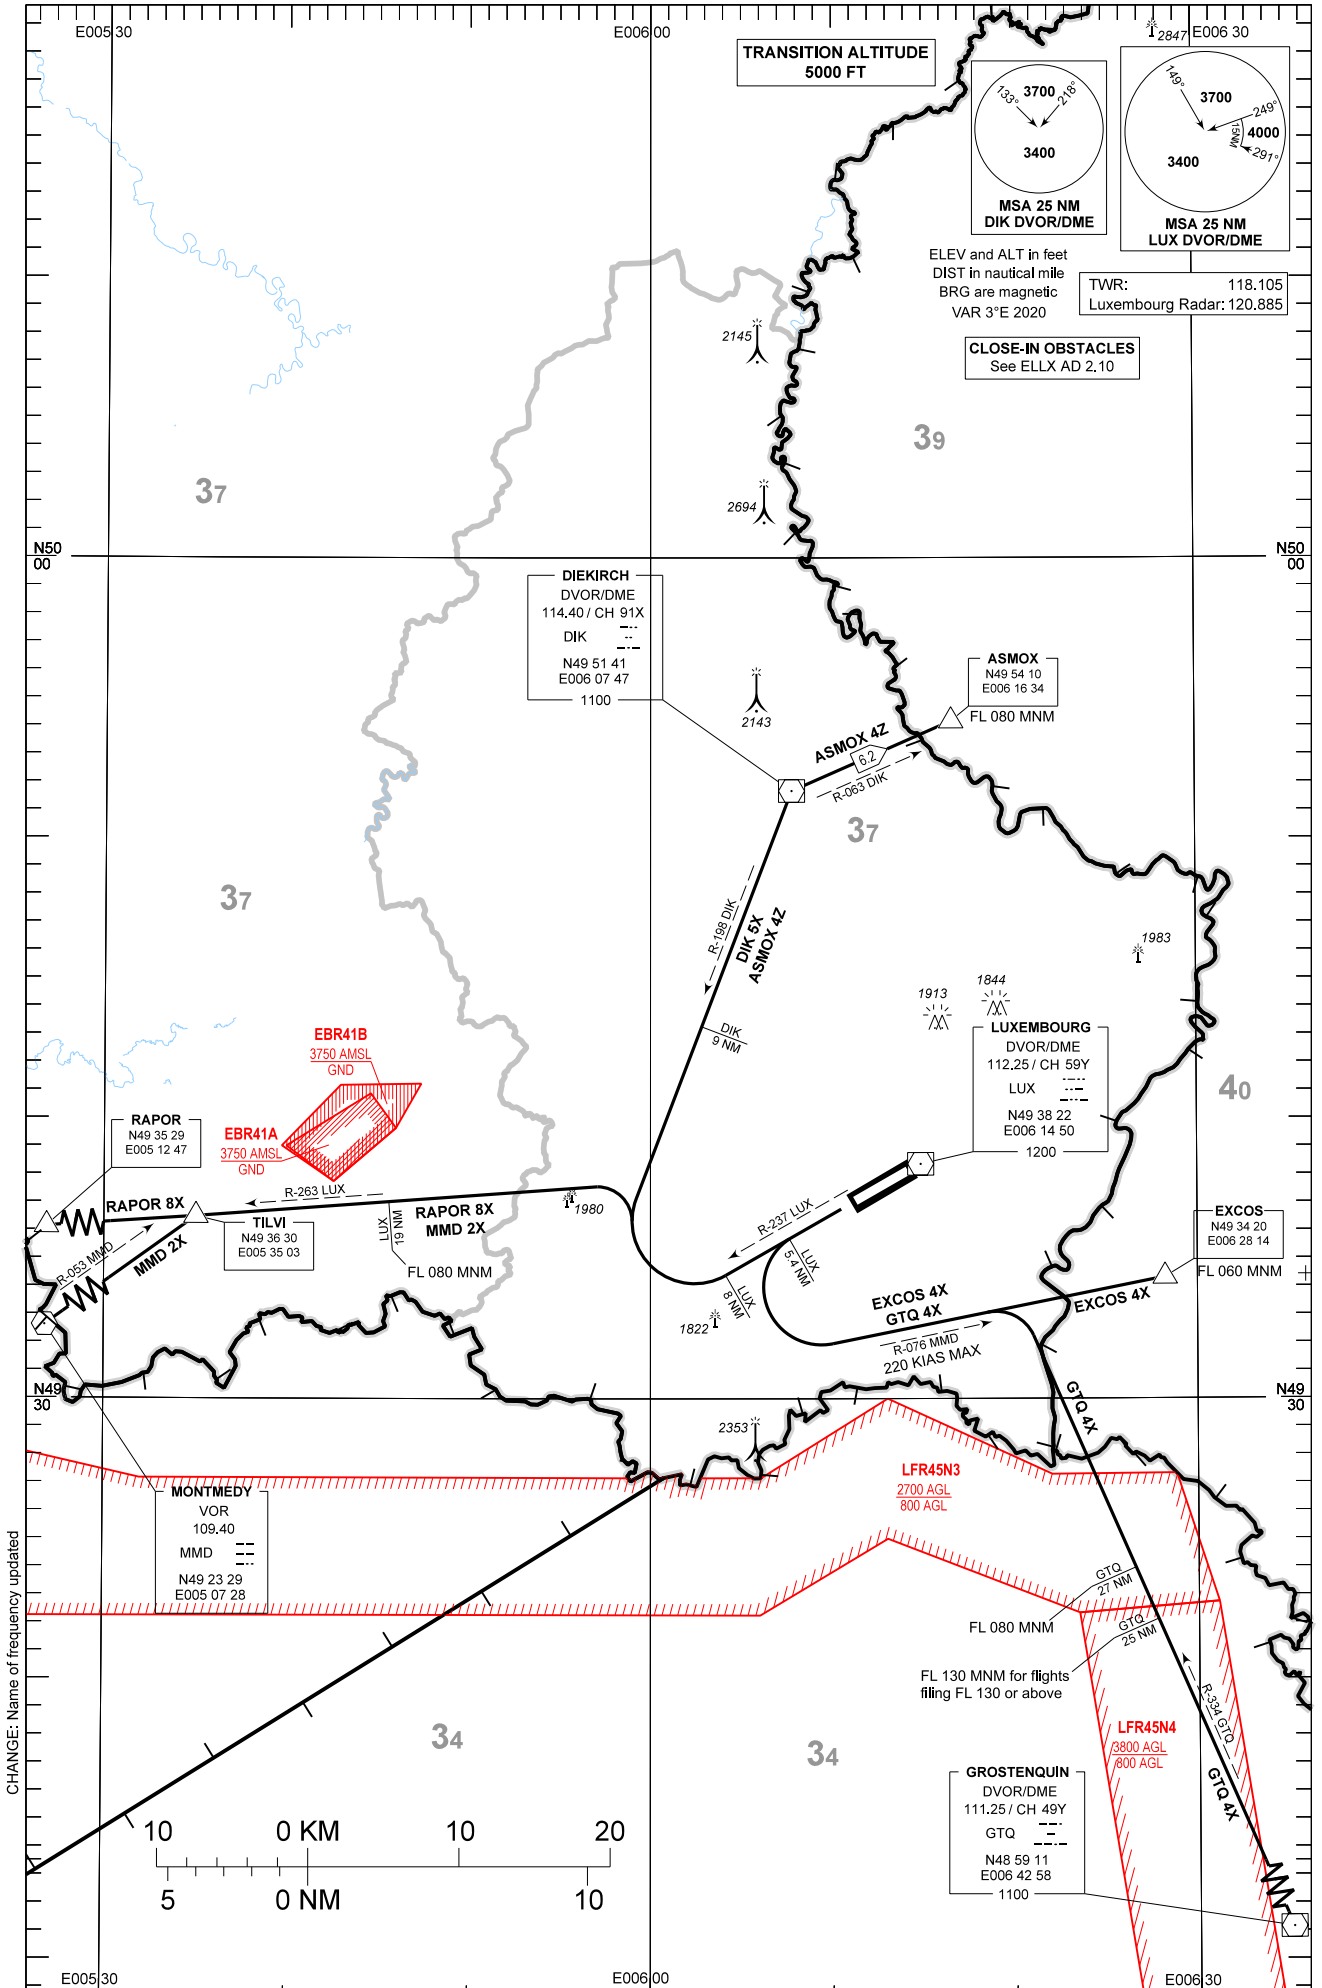 E005 30
E006 00
E006 30
2847
TRANSITION ALTITUDE
5000 FT
3700
133°
218°
3400
MSA 25 NM
DIK DVOR/DME
149°
3700
249°
15NM
4000
291°
3400
MSA 25 NM
LUX DVOR/DME
ELEV and ALT in feet
DIST in nautical mile
BRG are magnetic
VAR 3°E 2020
TWR: 118.105
Luxembourg Radar: 120.885
CLOSE-IN OBSTACLES
See ELLX AD 2.10
2145
39
37
2694
N50
00
N50
00
DIEKIRCH
DVOR/DME
114.40 / CH 91X
DIK
N49 51 41
E006 07 47
1100
2143
ASMOX
N49 54 10
E006 16 34
FL 080 MNM
ASMOX 4Z
6.2
R-063 DIK
37
37
R-198 DIK
DIK 5X
ASMOX 4Z
DIK
9 NM
1983
1913
1844
LUXEMBOURG
DVOR/DME
112.25 / CH 59Y
LUX
N49 38 22
E006 14 50
1200
40
EBR41B
3750 AMSL
GND
EBR41A
3750 AMSL
GND
RAPOR
N49 35 29
E005 12 47
RAPOR 8X
R-263 LUX
RAPOR 8X
MMD 2X
1980
TILVI
N49 36 30
E005 35 03
LUX
19 NM
FL 080 MNM
R-053 MMD
MMD 2X
R-237 LUX
LUX
5.4 NM
LUX
8 NM
1822
EXCOS
N49 34 20
E006 28 14
FL 060 MNM
EXCOS 4X
GTQ 4X
EXCOS 4X
R-076 MMD
220 KIAS MAX
GTQ 4X
N49
30
N49
30
2353
LFR45N3
2700 AGL
800 AGL
MONTMEDY
VOR
109.40
MMD
N49 23 29
E005 07 28
GTQ
27 NM
FL 080 MNM
GTQ
25 NM
FL 130 MNM for flights
filing FL 130 or above
R-334 GTQ
LFR45N4
3800 AGL
800 AGL
34
34
GTQ 4X
GROSTENQUIN
DVOR/DME
111.25 / CH 49Y
GTQ
N48 59 11
E006 42 58
1100
CHANGE: Name of frequency updated
10 0 KM 10 20
5 0 NM 10
E005 30
E006 00
E006 30